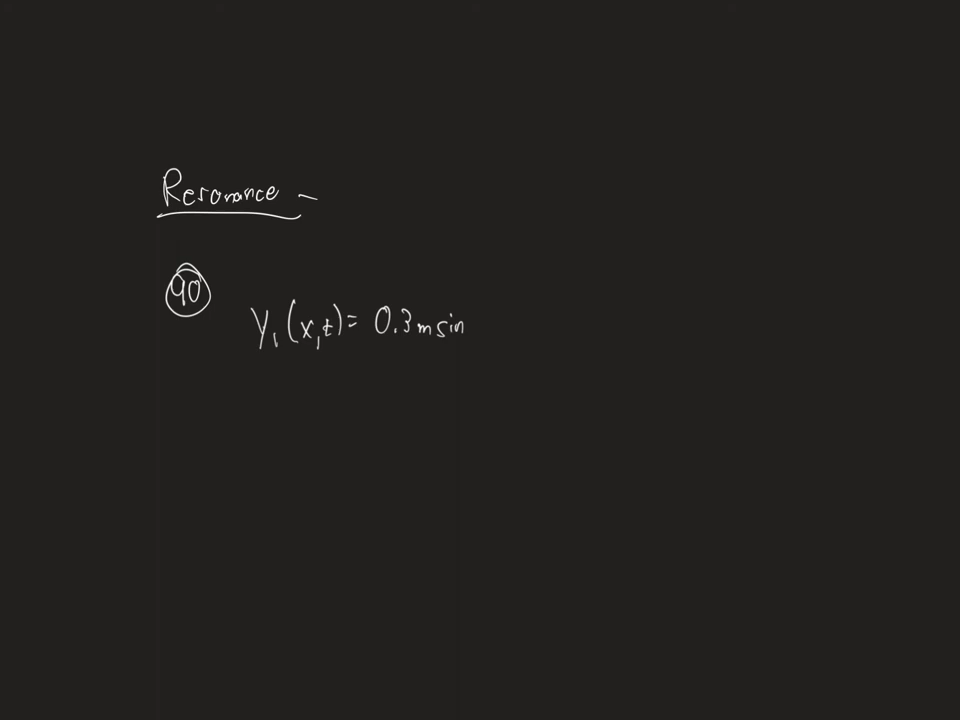 Resonance -
90
y₁(x,t) = 0.3m sin